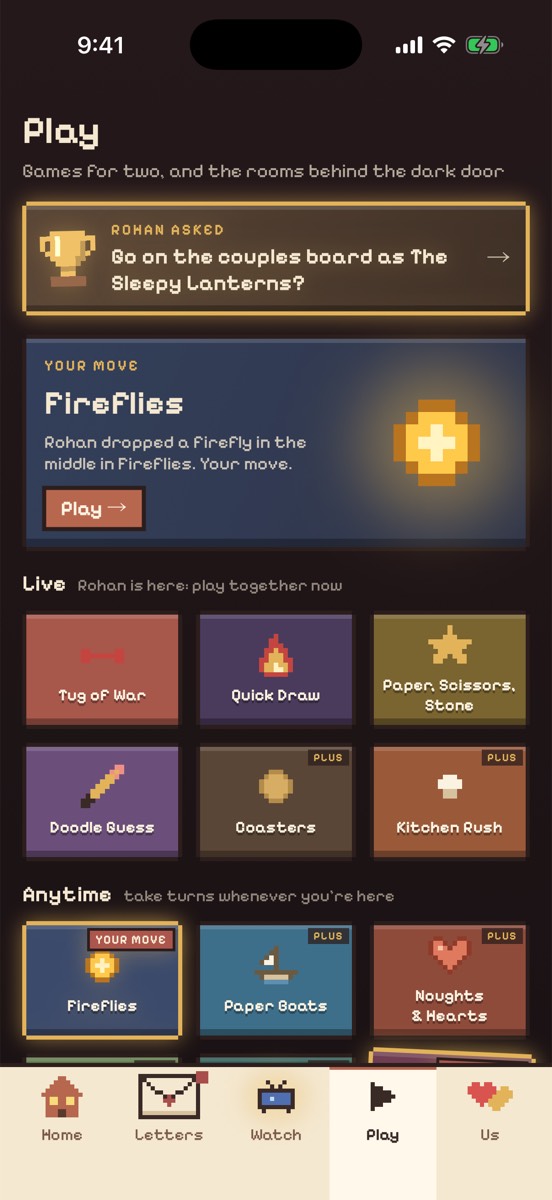 9:41
Play
Games for two, and the rooms behind the dark door
ROHAN ASKED
Go on the couples board as The
Sleepy Lanterns?
→
YOUR MOVE
Fireflies
Rohan dropped a firefly in the
middle in Fireflies. Your move.
Play →
Live Rohan is here: play together now
Tug of War
Quick Draw
Paper, Scissors,
Stone
Doodle Guess
PLUS
Coasters
PLUS
Kitchen Rush
Anytime take turns whenever you're here
YOUR MOVE
Fireflies
PLUS
Paper Boats
PLUS
Noughts
& Hearts
Home
Letters
Watch
Play
Us